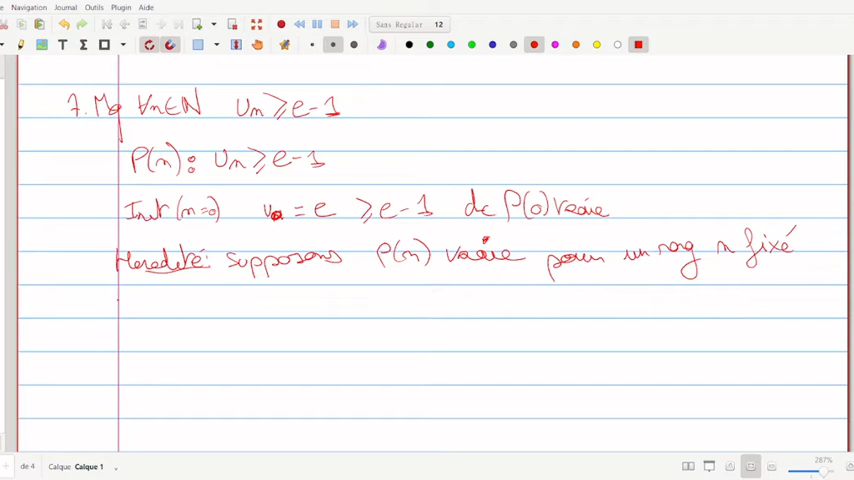 Navigation Journal Outils Plugin Aide
Sans Regular 12
7. Mq ∀n∈ℕ Un ⩾ e-1
P(n): Un ⩾ e-1
Init (n=0) u0 = e ⩾ e-1 dc P(0) vraie
Heredité: supposons P(n) vraie pour un rang n fixé
287%
de 4 Calque Calque 1